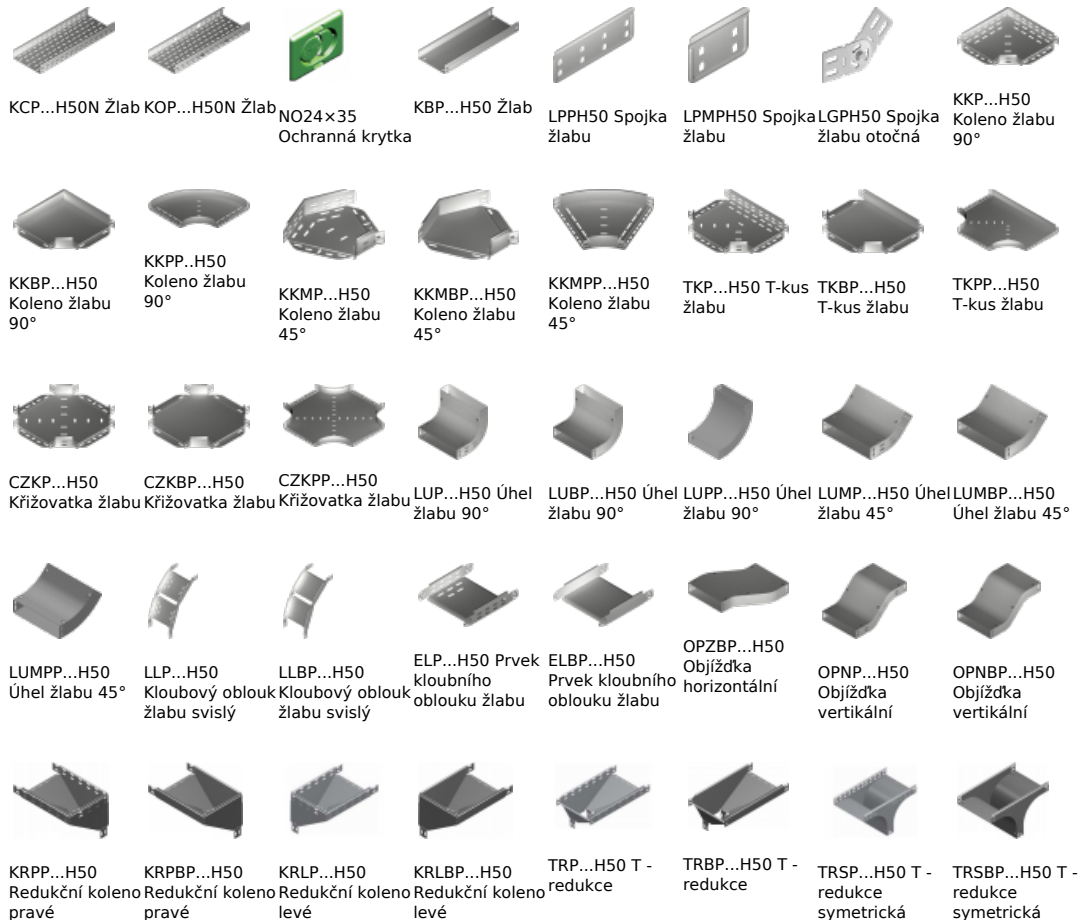 KCP...H50N Žlab
KOP...H50N Žlab
NO24×35
Ochranná krytka
KBP...H50 Žlab
LPPH50 Spojka
žlabu
LPMPH50 Spojka
žlabu
LGPH50 Spojka
žlabu otočná
KKP...H50
Koleno žlabu
90°
KKBP...H50
Koleno žlabu
90°
KKPP..H50
Koleno žlabu
90°
KKMP...H50
Koleno žlabu
45°
KKMBP...H50
Koleno žlabu
45°
KKMPP...H50
Koleno žlabu
45°
TKP...H50 T-kus
žlabu
TKBP...H50
T-kus žlabu
TKPP...H50
T-kus žlabu
CZKP...H50
Křižovatka žlabu
CZKBP...H50
Křižovatka žlabu
CZKPP...H50
Křižovatka žlabu
LUP...H50 Úhel
žlabu 90°
LUBP...H50 Úhel
žlabu 90°
LUPP...H50 Úhel
žlabu 90°
LUMP...H50 Úhel
žlabu 45°
LUMBP...H50
Úhel žlabu 45°
LUMPP...H50
Úhel žlabu 45°
LLP...H50
Kloubový oblouk
žlabu svislý
LLBP...H50
Kloubový oblouk
žlabu svislý
ELP...H50 Prvek
kloubního
oblouku žlabu
ELBP...H50
Prvek kloubního
oblouku žlabu
OPZBP...H50
Objížďka
horizontální
OPNP...H50
Objížďka
vertikální
OPNBP...H50
Objížďka
vertikální
KRPP...H50
Redukční koleno
pravé
KRPBP...H50
Redukční koleno
pravé
KRLP...H50
Redukční koleno
levé
KRLBP...H50
Redukční koleno
levé
TRP...H50 T -
redukce
TRBP...H50 T -
redukce
TRSP...H50 T -
redukce
symetrická
TRSBP...H50 T -
redukce
symetrická